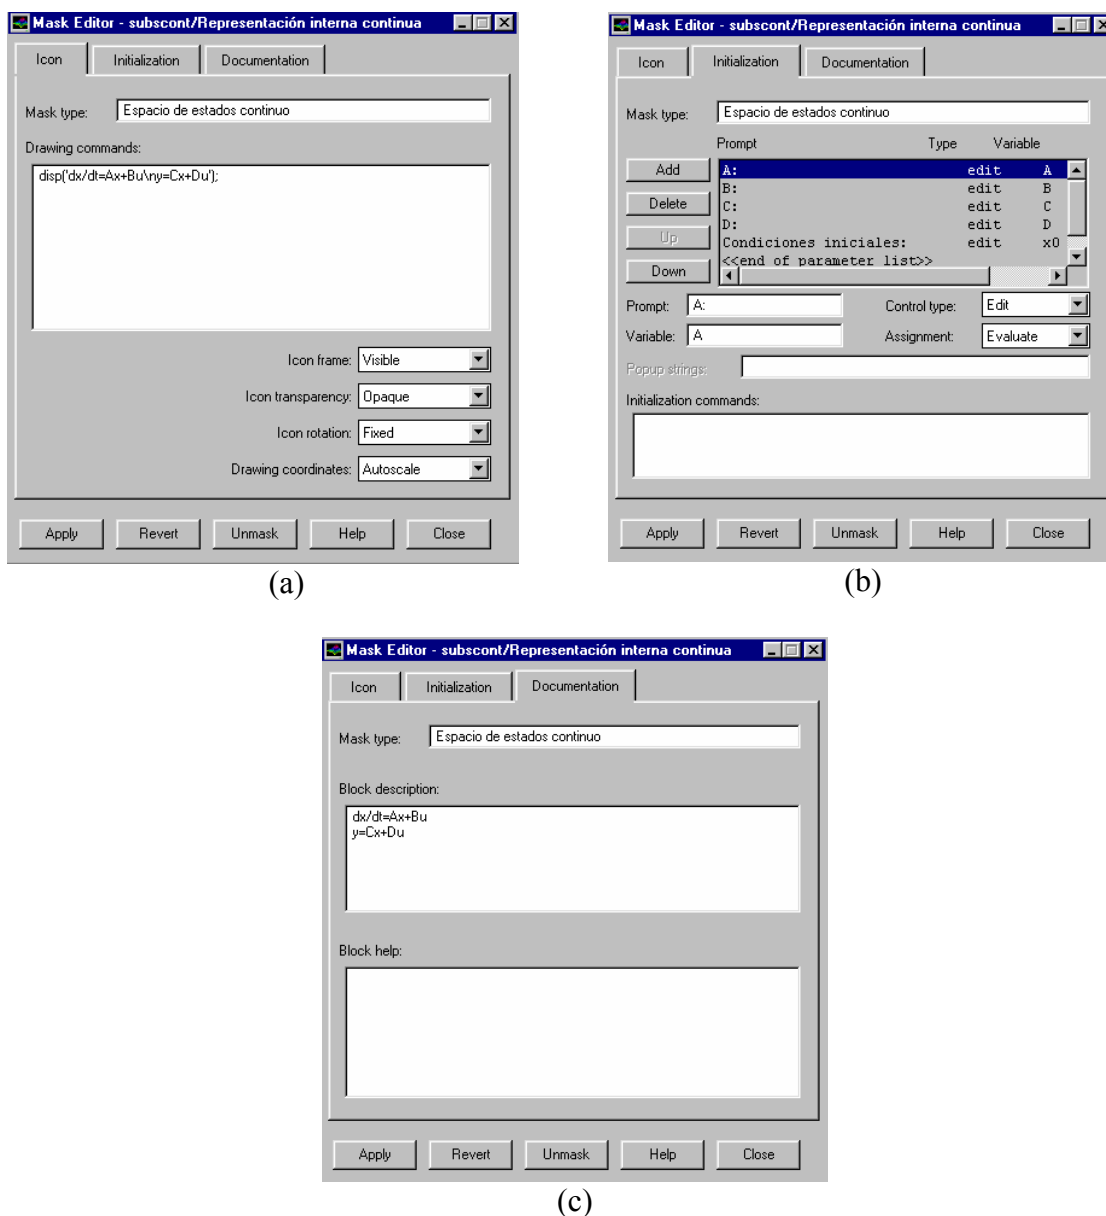 Mask Editor - subscont/Representación interna continua
Icon
Initialization
Documentation
Mask type:
Espacio de estados continuo
Drawing commands:
disp('dx/dt=Ax+Bu\ny=Cx+Du');
Icon frame:
Visible
Icon transparency:
Opaque
Icon rotation:
Fixed
Drawing coordinates:
Autoscale
Apply
Revert
Unmask
Help
Close
(a)
Mask Editor - subscont/Representación interna continua
Icon
Initialization
Documentation
Mask type:
Espacio de estados continuo
Prompt Type Variable
Add
Delete
Up
Down
A: edit A
B: edit B
C: edit C
D: edit D
Condiciones iniciales: edit x0
<<end of parameter list>>
Prompt:
A:
Control type:
Edit
Variable:
A
Assignment:
Evaluate
Popup strings:
Initialization commands:
Apply
Revert
Unmask
Help
Close
(b)
Mask Editor - subscont/Representación interna continua
Icon
Initialization
Documentation
Mask type:
Espacio de estados continuo
Block description:
dx/dt=Ax+Bu
y=Cx+Du
Block help:
Apply
Revert
Unmask
Help
Close
(c)